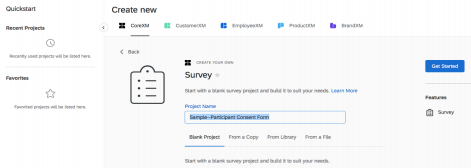 Quickstart
Create new
Recent Projects
CoreXM
CustomerXM
EmployeeXM
ProductXM
BrandXM
Recently used projects will be listed here.
Back
CREATE YOUR OWN
Get Started
Survey
Favorites
Start with a blank survey project and build it to suit your needs. Learn More
Features
Project Name
Favorited projects will be listed here.
Survey
Sample--Participant Consent Form
Blank Project
From a Copy
From Library
From a File
Start with a blank survey project and build it to suit your needs.